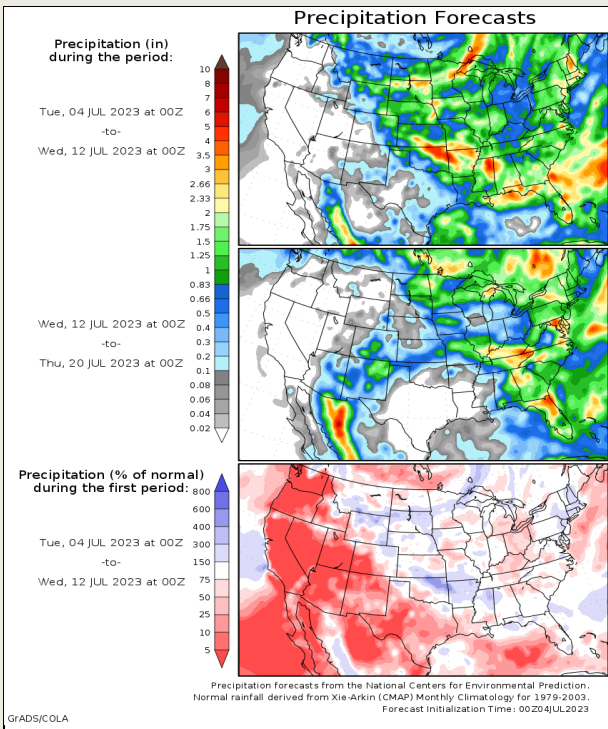 Precipitation Forecasts
Precipitation (in)
during the period:
Tue, 04 JUL 2023 at 00Z
-to-
Wed, 12 JUL 2023 at 00Z
Wed, 12 JUL 2023 at 00Z
-to-
Thu, 20 JUL 2023 at 00Z
10
8
7
6
5
4
3.5
3
2.66
2.33
2
1.75
1.5
1.25
1
0.83
0.66
0.5
0.4
0.3
0.2
0.1
0.08
0.06
0.04
0.02
Precipitation (% of normal)
during the first period:
Tue, 04 JUL 2023 at 00Z
-to-
Wed, 12 JUL 2023 at 00Z
800
600
400
300
150
75
50
25
10
5
Precipitation forecasts from the National Centers for Environmental Prediction.
Normal rainfall derived from Xie-Arkin (CMAP) Monthly Climatology for 1979-2003.
Forecast Initialization Time: 00Z04JUL2023
GrADS/COLA